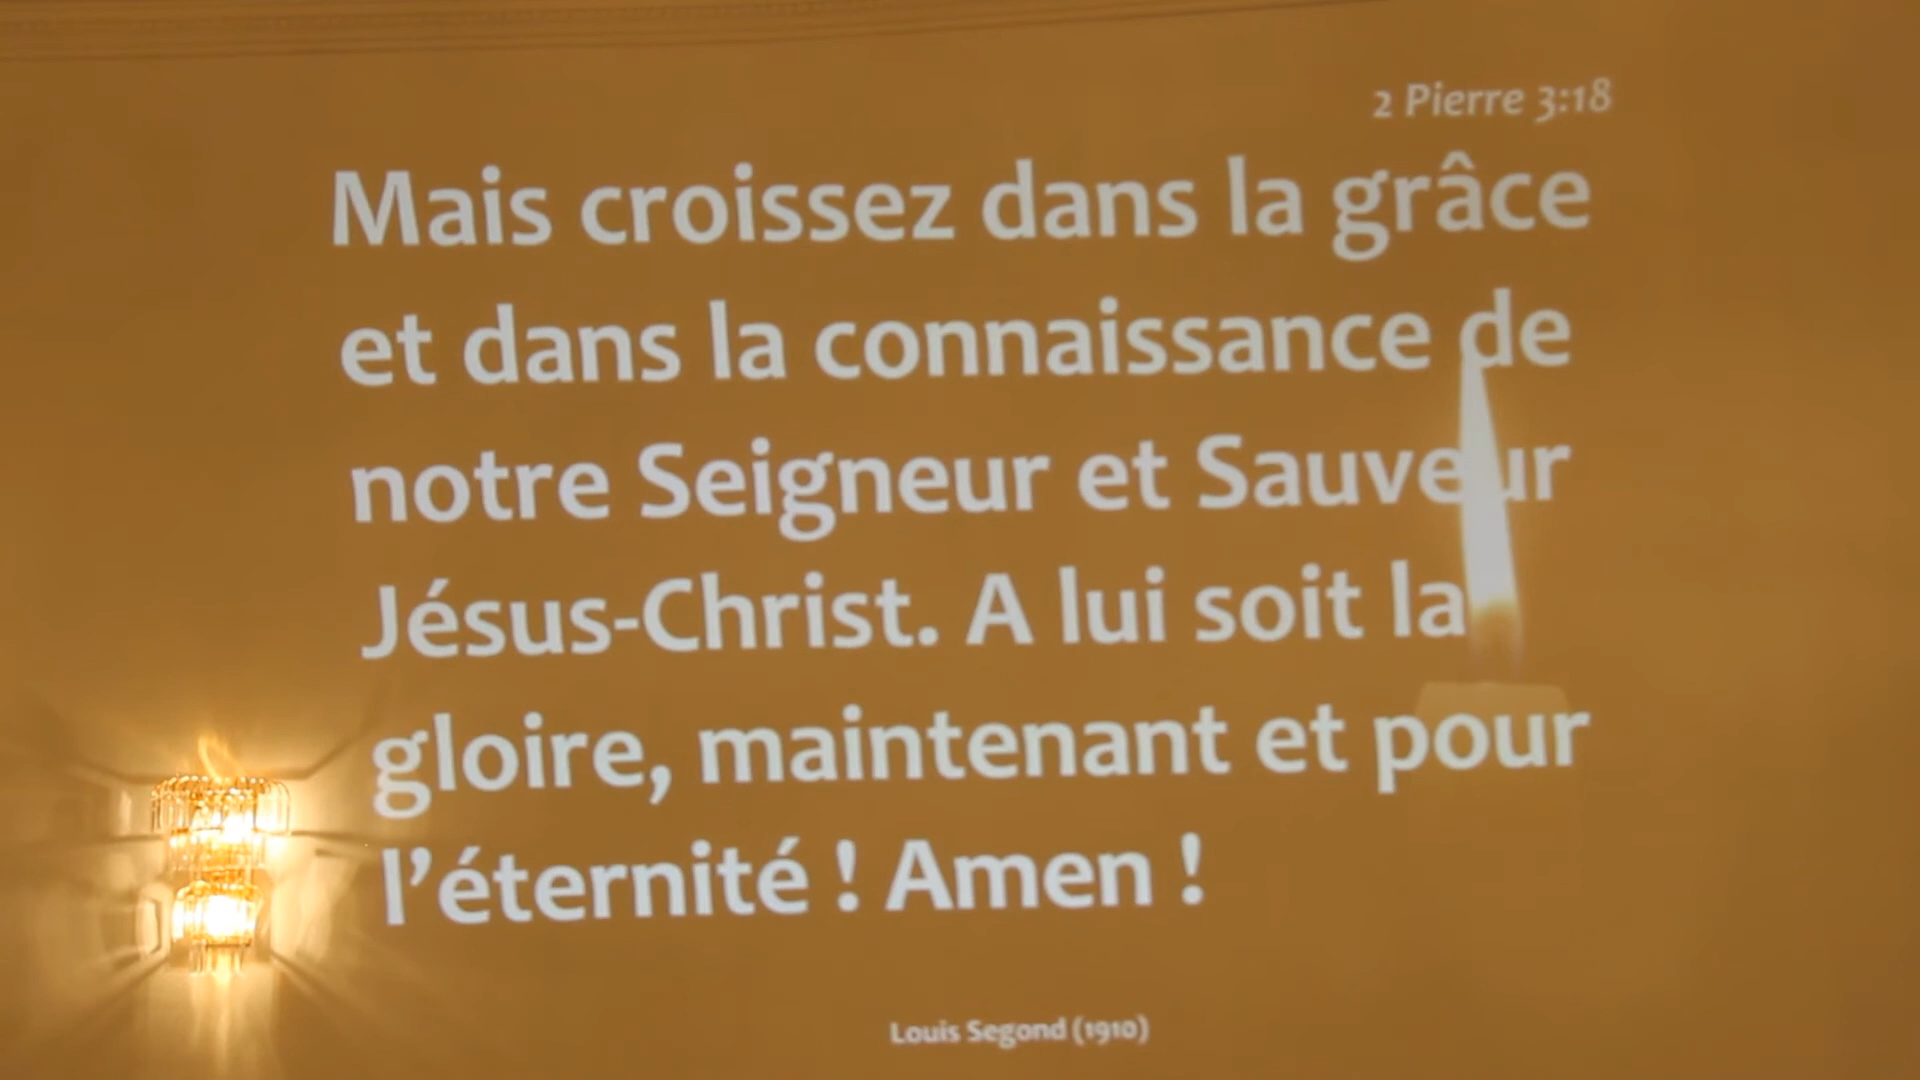 2 Pierre 3:18
Mais croissez dans la grâce
et dans la connaissance de
notre Seigneur et Sauveur
Jésus-Christ. A lui soit la
gloire, maintenant et pour
l’éternité ! Amen !
Louis Segond (1910)